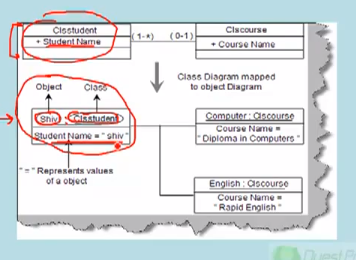 Clsstudent
+ Student Name
(1-*) (0-1)
Clscourse
+ Course Name
Class Diagram mapped
to object Diagram
Object Class
Shiv : Clsstudent
Student Name = " shiv"
Computer : Clscourse
Course Name =
" Diploma in Computers "
" = " Represents values
of a object
English : Clscourse
Course Name =
" Rapid English "